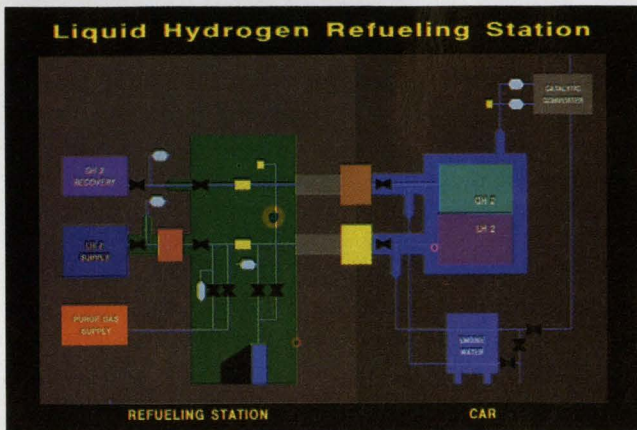 Liquid Hydrogen Refueling Station
CATALYTIC
CONVERTER
GH 2
RECOVERY
GH 2
LH 2
SUPPLY
LH 2
PURGE GAS
SUPPLY
ENGINE
WATER
REFUELING STATION
CAR